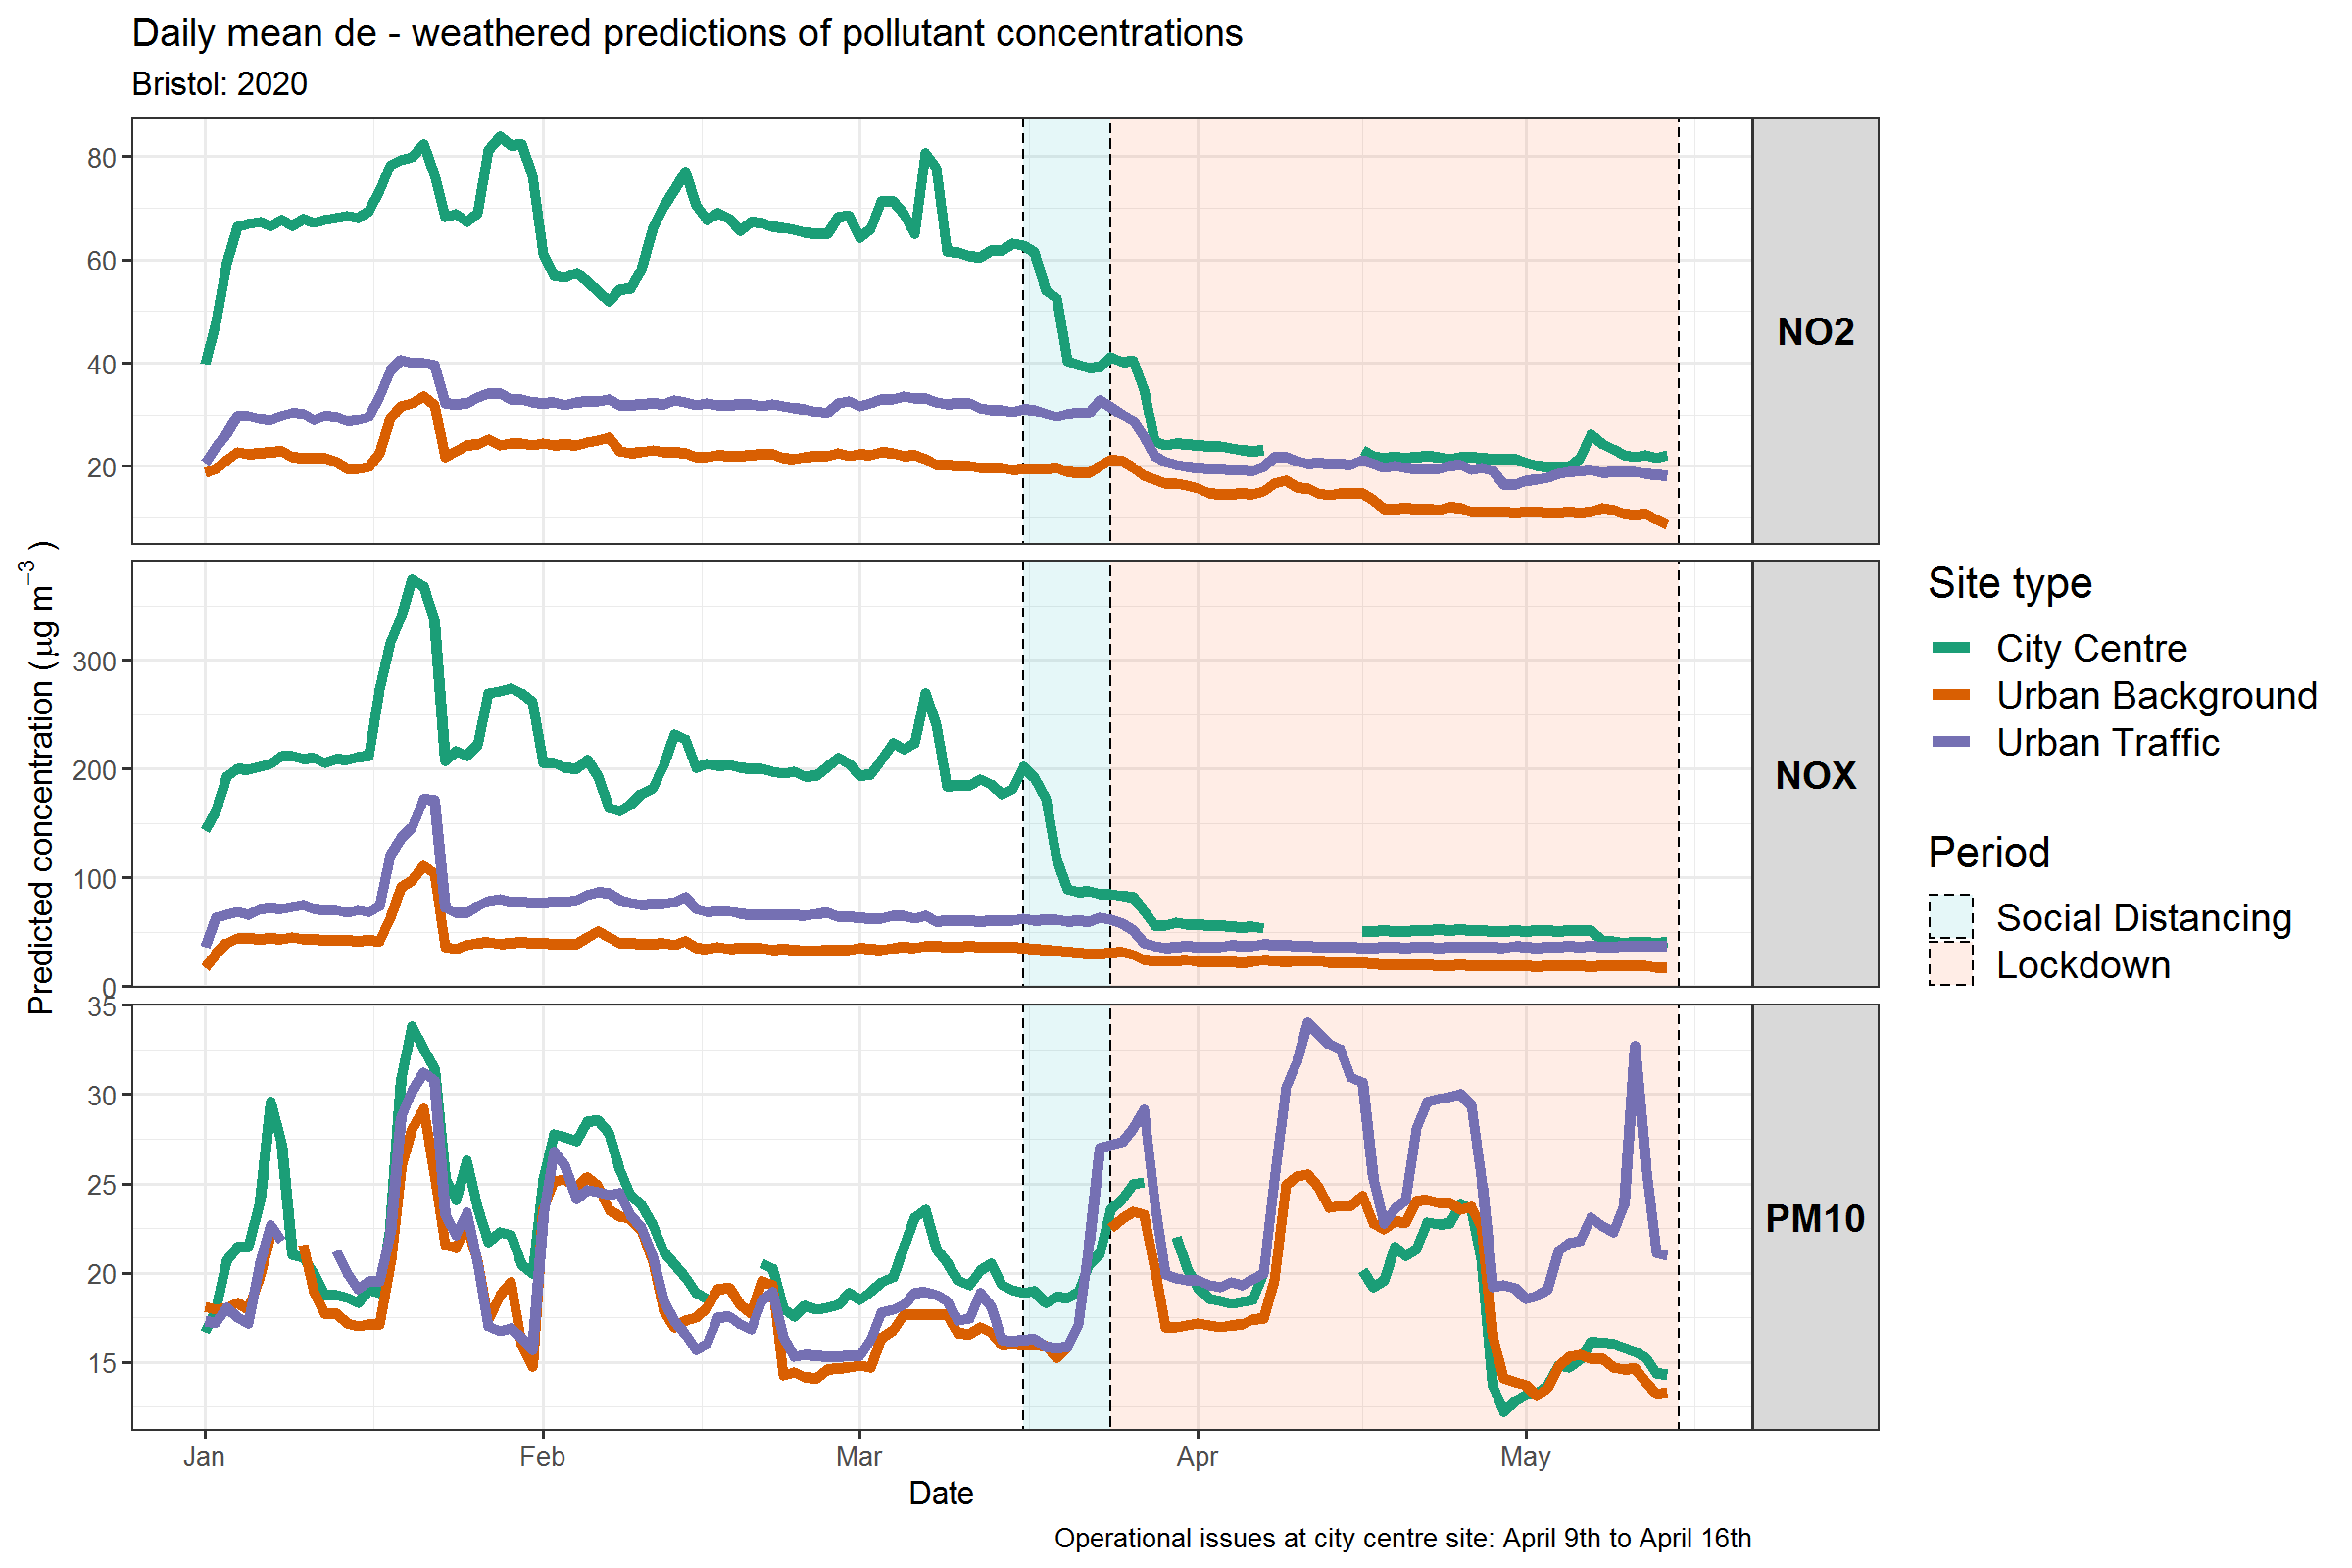 Daily mean de - weathered predictions of pollutant concentrations
Bristol: 2020
Predicted concentration (μg m⁻³)
80
60
40
20
NO2
300
200
100
0
NOX
35
30
25
20
15
PM10
Jan
Feb
Mar
Apr
May
Date
Operational issues at city centre site: April 9th to April 16th
Site type
City Centre
Urban Background
Urban Traffic
Period
Social Distancing
Lockdown